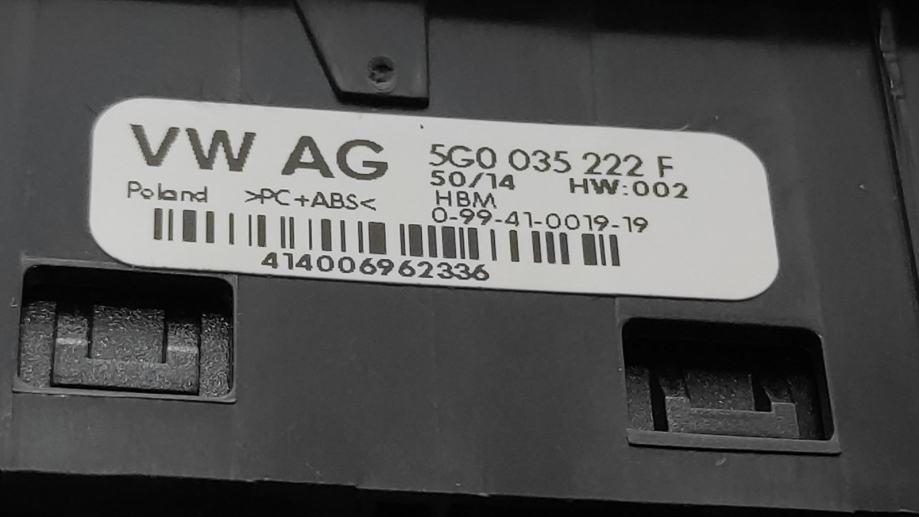 VW AG 5G0 035 222 F
50/14 HW:002
Poland >PC+ABS< HBM
0-99-41-0019-19
414006962336